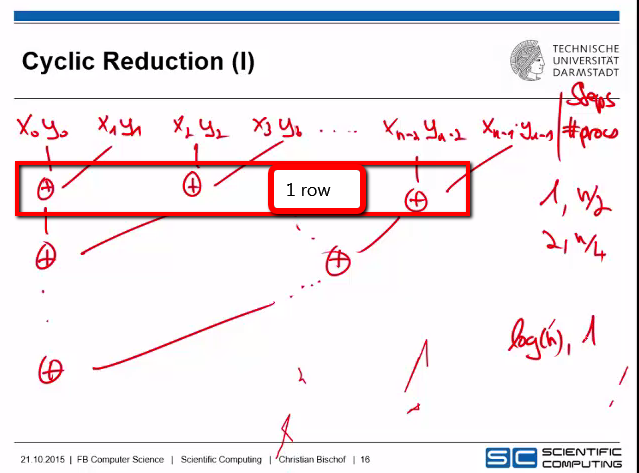 Cyclic Reduction (I)
TECHNISCHE
UNIVERSITÄT
DARMSTADT
Steps
#procs
x₀y₀ x₁y₁ x₂y₂ x₃y₃ .... xₙ₋₂yₙ₋₂ xₙ₋₁yₙ₋₁
⊕ ⊕ 1 row ⊕ 1, n/2
⊕ ⊕ 2, n/4
⊕ log(n), 1
21.10.2015 | FB Computer Science | Scientific Computing | Christian Bischof | 16
SC SCIENTIFIC
COMPUTING